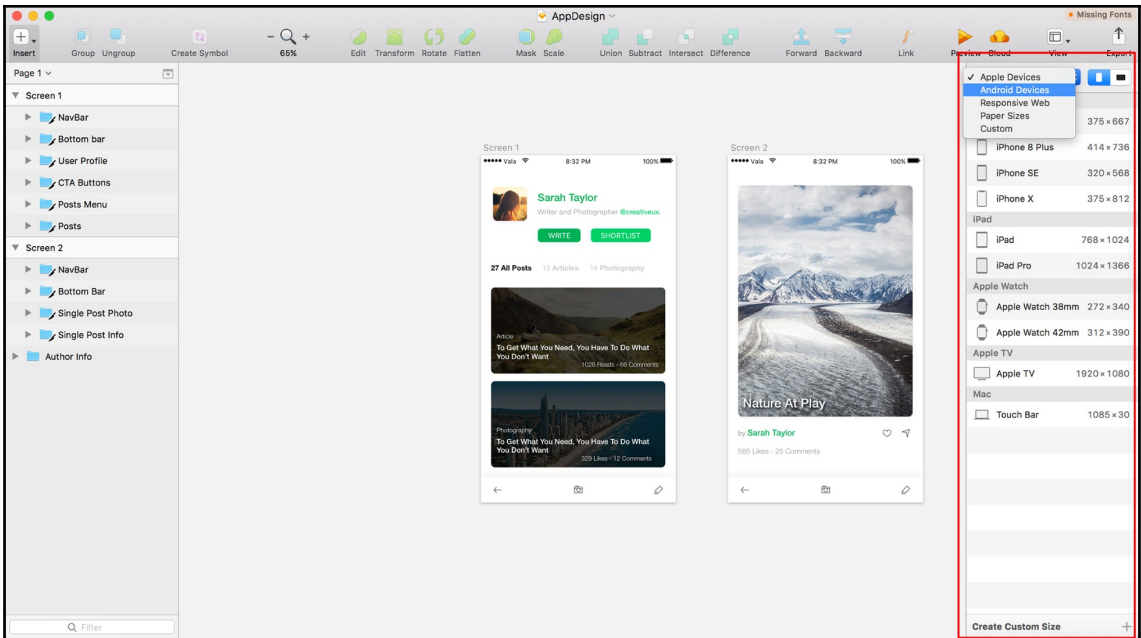 AppDesign
Missing Fonts
Insert
Group Ungroup
Create Symbol
- +
65%
Edit Transform Rotate Flatten
Mask Scale
Union Subtract Intersect Difference
Forward Backward
Link
Preview Cloud
View
Export
Page 1
Screen 1
NavBar
Bottom bar
User Profile
CTA Buttons
Posts Menu
Posts
Screen 2
NavBar
Bottom Bar
Single Post Photo
Single Post Info
Author Info
Filter
Screen 1
Vala 8:32 PM 100%
Sarah Taylor
Writer and Photographer @creativeux.
WRITE SHORTLIST
27 All Posts 13 Articles 14 Photography
Article
To Get What You Need, You Have To Do What
You Don't Want
1026 Reads - 66 Comments
Photography
To Get What You Need, You Have To Do What
You Don't Want
329 Likes - 12 Comments
Screen 2
Vala 8:32 PM 100%
Nature At Play
by Sarah Taylor
565 Likes - 25 Comments
✓ Apple Devices
Android Devices
Responsive Web
Paper Sizes
Custom
375×667
iPhone 8 Plus 414×736
iPhone SE 320×568
iPhone X 375×812
iPad
iPad 768×1024
iPad Pro 1024×1366
Apple Watch
Apple Watch 38mm 272×340
Apple Watch 42mm 312×390
Apple TV
Apple TV 1920×1080
Mac
Touch Bar 1085×30
Create Custom Size +